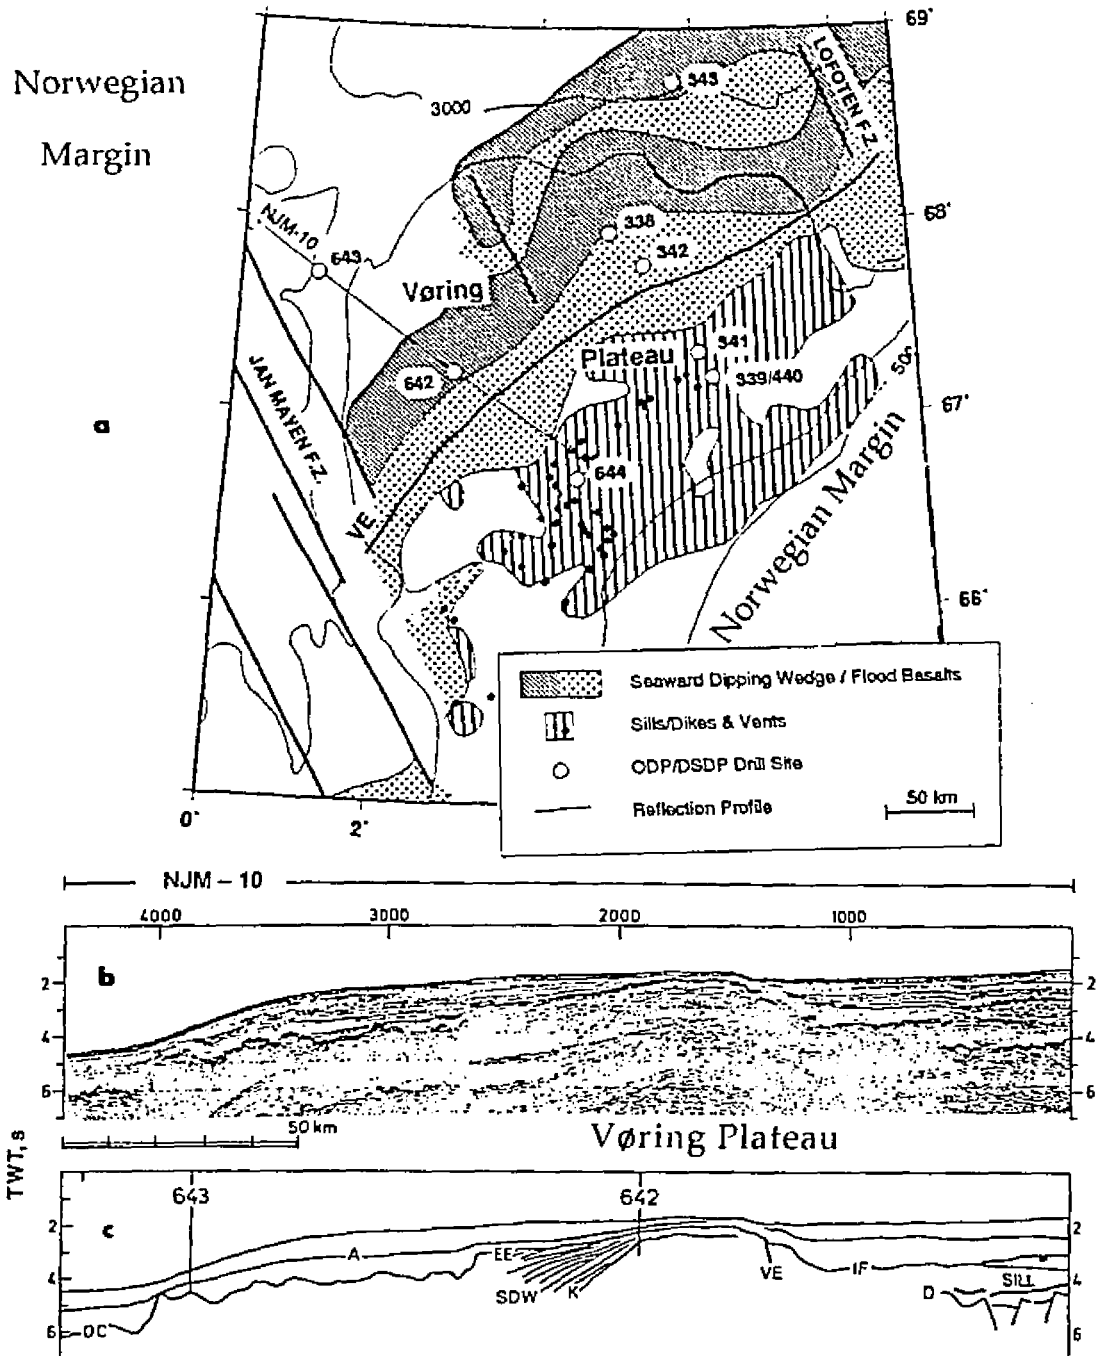 Norwegian
Margin
69°
LOFOTEN F.Z.
343
3000
68°
NJM-10
643
338
342
Vøring
341
Plateau
642
339/440
500
67°
JAN MAYEN F.Z.
a
644
VE
Norwegian Margin
66°
Seaward Dipping Wedge / Flood Basalts
Sills/Dikes & Vents
ODP/DSDP Drill Site
Reflection Profile
50 km
0°
2°
NJM - 10
4000 3000 2000 1000
b
2 2
4 4
6 6
50 km
Vøring Plateau
TWT, s
643 642
c
2 2
A EE VE IF
SDW K D SILL
4 4
OC
6 6